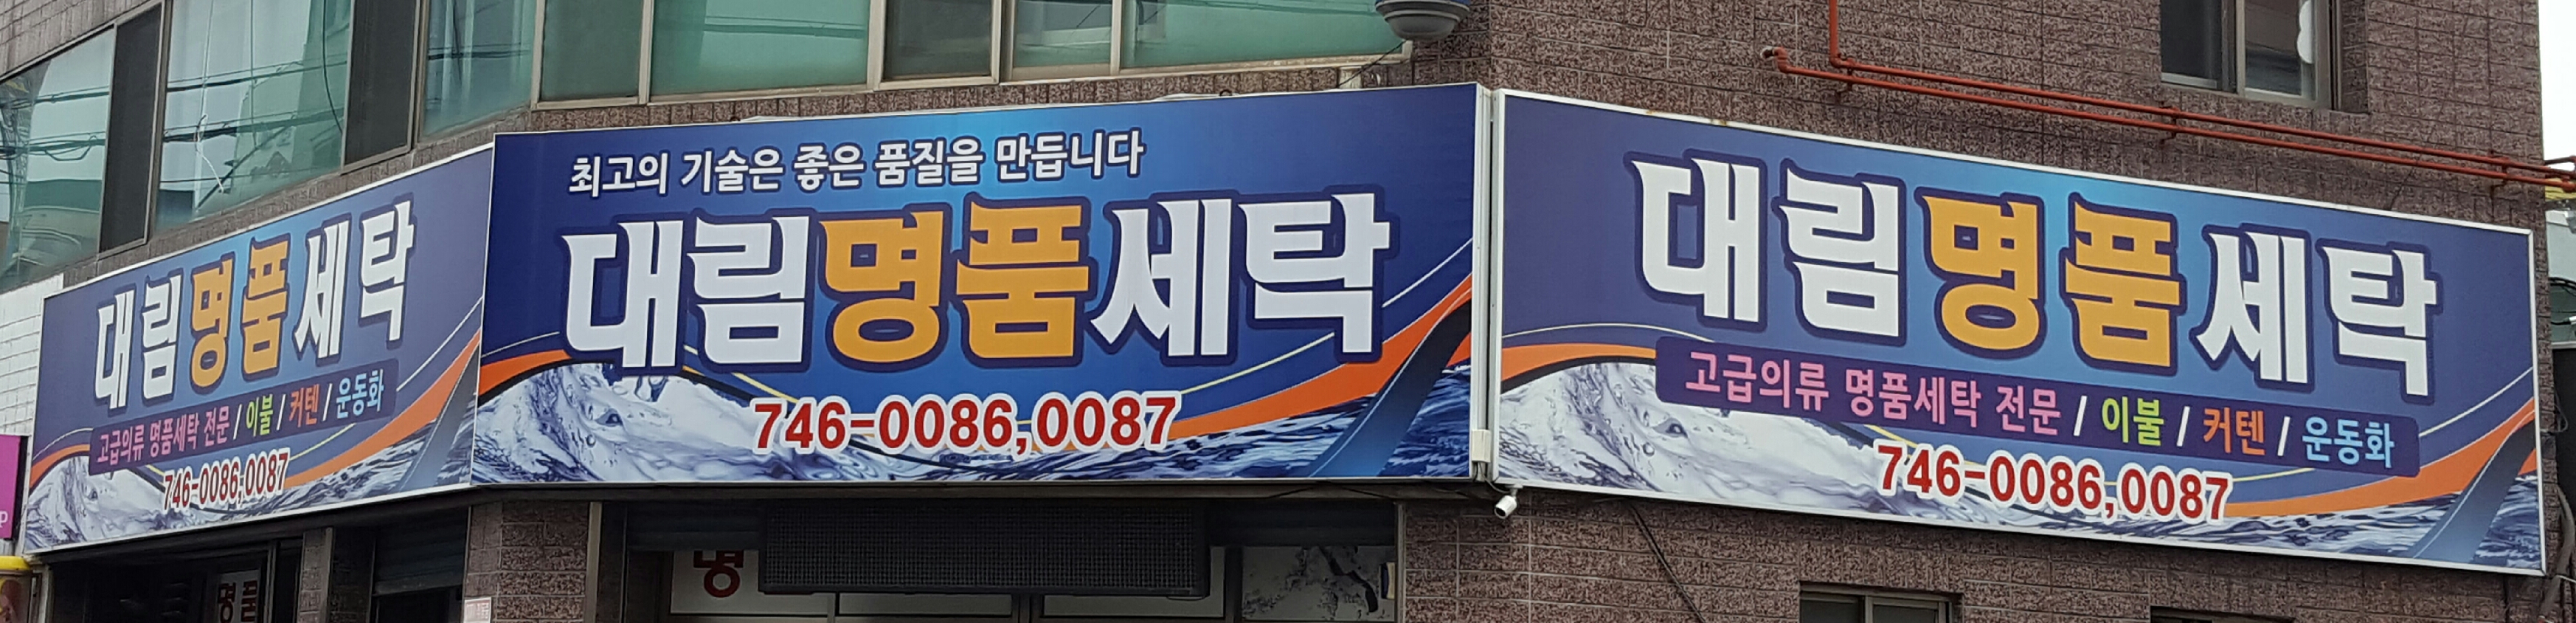 대림명품세탁
고급의류 명품세탁 전문 / 이불 / 커텐 / 운동화
746-0086,0087
최고의 기술은 좋은 품질을 만듭니다
대림명품세탁
746-0086,0087
대림명품세탁
고급의류 명품세탁 전문 / 이불 / 커텐 / 운동화
746-0086,0087
명품
명